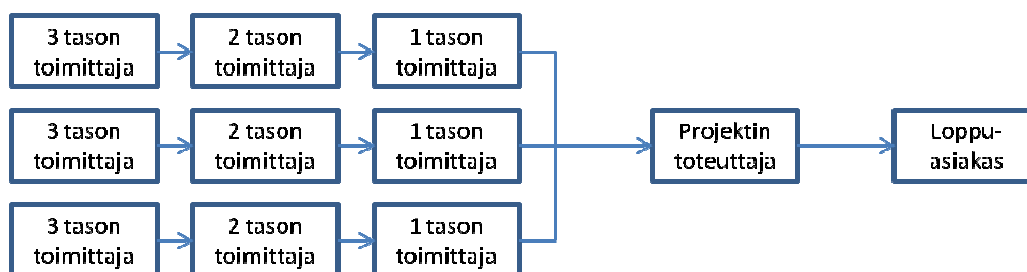 3 tason
toimittaja
2 tason
toimittaja
1 tason
toimittaja
3 tason
toimittaja
2 tason
toimittaja
1 tason
toimittaja
Projektin
toteuttaja
Loppu-
asiakas
3 tason
toimittaja
2 tason
toimittaja
1 tason
toimittaja